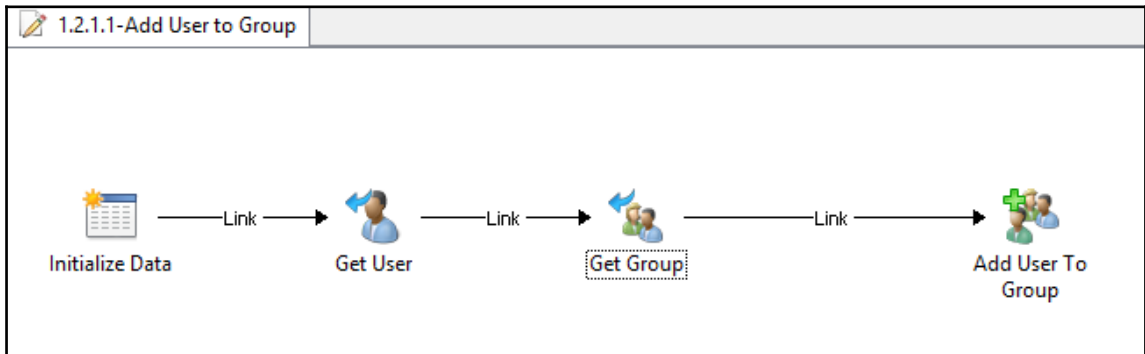 1.2.1.1-Add User to Group
Link
Link
Link
Initialize Data
Get User
Get Group
Add User To
Group